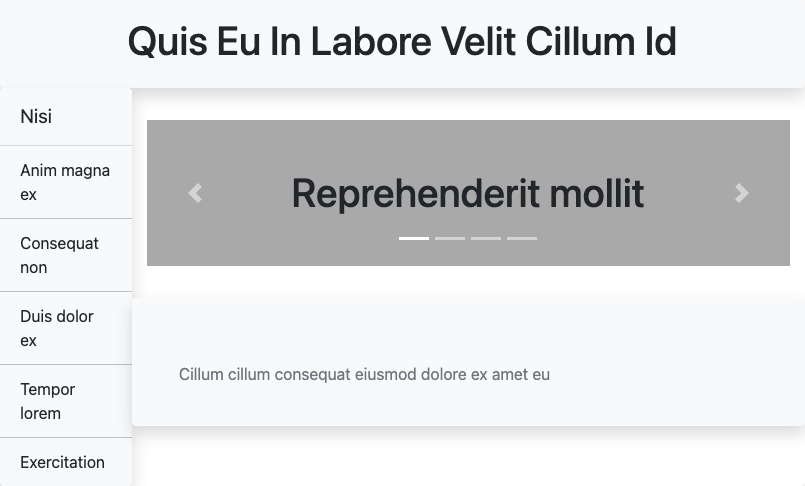 Quis Eu In Labore Velit Cillum Id
Nisi
Anim magna
ex
Consequat
non
Duis dolor
ex
Tempor
lorem
Exercitation
Reprehenderit mollit
Cillum cillum consequat eiusmod dolore ex amet eu